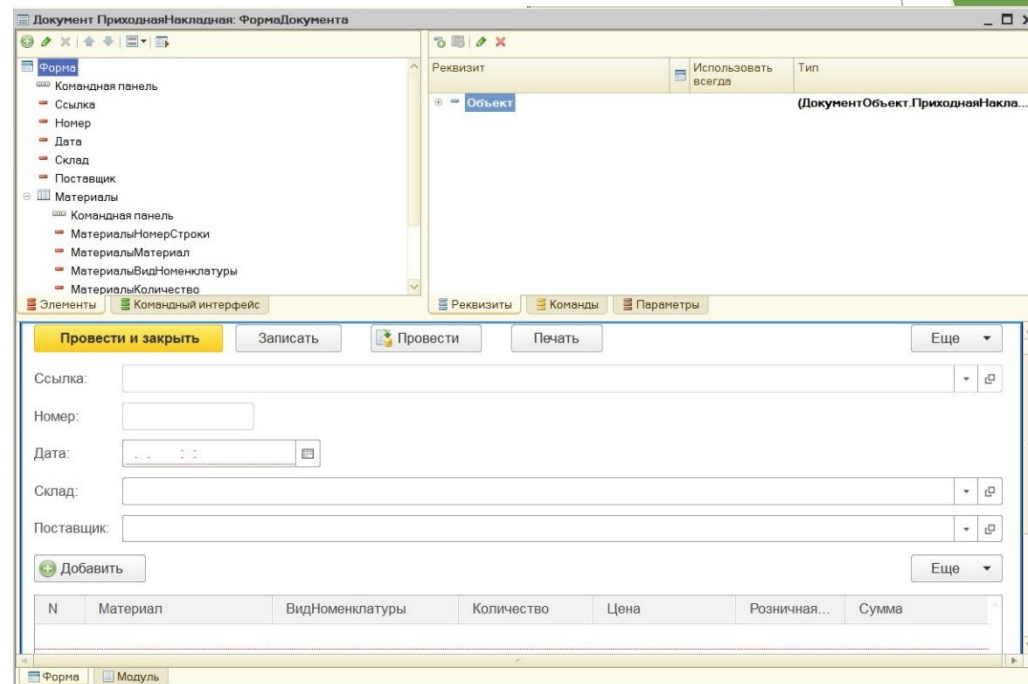 Документ ПриходнаяНакладная: ФормаДокумента
Форма
Командная панель
Ссылка
Номер
Дата
Склад
Поставщик
Материалы
Командная панель
МатериалыНомерСтроки
МатериалыМатериал
МатериалыВидНоменклатуры
МатериалыКоличество
Элементы Командный интерфейс
Реквизит Использовать всегда Тип
Объект (ДокументОбъект.ПриходнаяНакла...
Реквизиты Команды Параметры
Провести и закрыть Записать Провести Печать Еще
Ссылка:
Номер:
Дата: . . : :
Склад:
Поставщик:
Добавить Еще
N Материал ВидНоменклатуры Количество Цена Розничная... Сумма
Форма Модуль